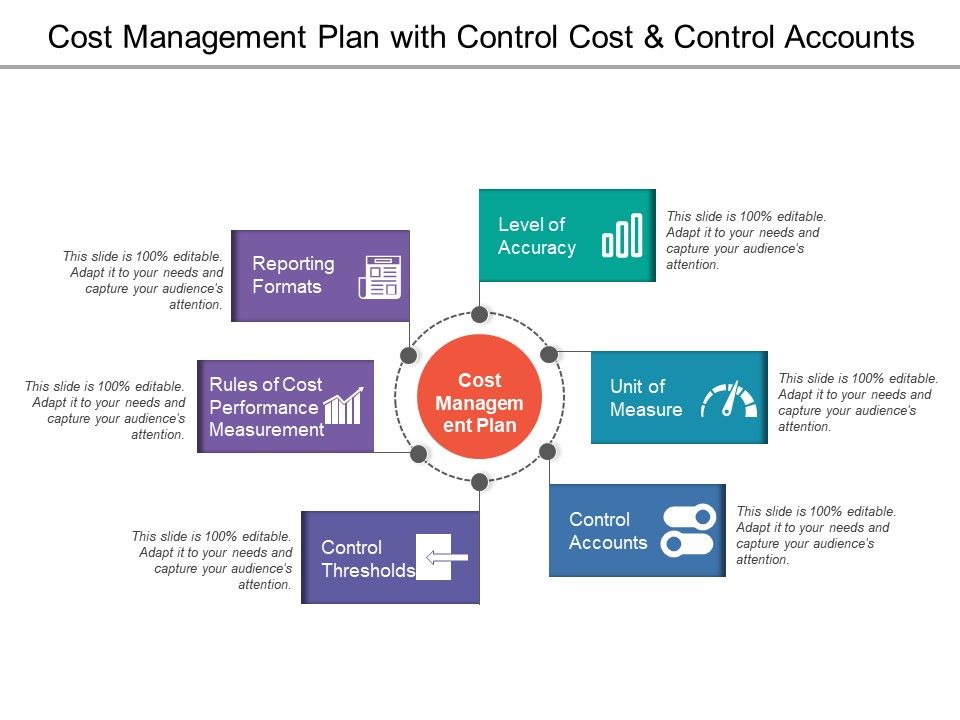 Cost Management Plan with Control Cost & Control Accounts
Level of
Accuracy
This slide is 100% editable.
Adapt it to your needs and
capture your audience's
attention.
Reporting
Formats
This slide is 100% editable.
Adapt it to your needs and
capture your audience's
attention.
Cost
Managem
ent Plan
Unit of
Measure
This slide is 100% editable.
Adapt it to your needs and
capture your audience's
attention.
Rules of Cost
Performance
Measurement
This slide is 100% editable.
Adapt it to your needs and
capture your audience's
attention.
Control
Accounts
This slide is 100% editable.
Adapt it to your needs and
capture your audience's
attention.
Control
Thresholds
This slide is 100% editable.
Adapt it to your needs and
capture your audience's
attention.